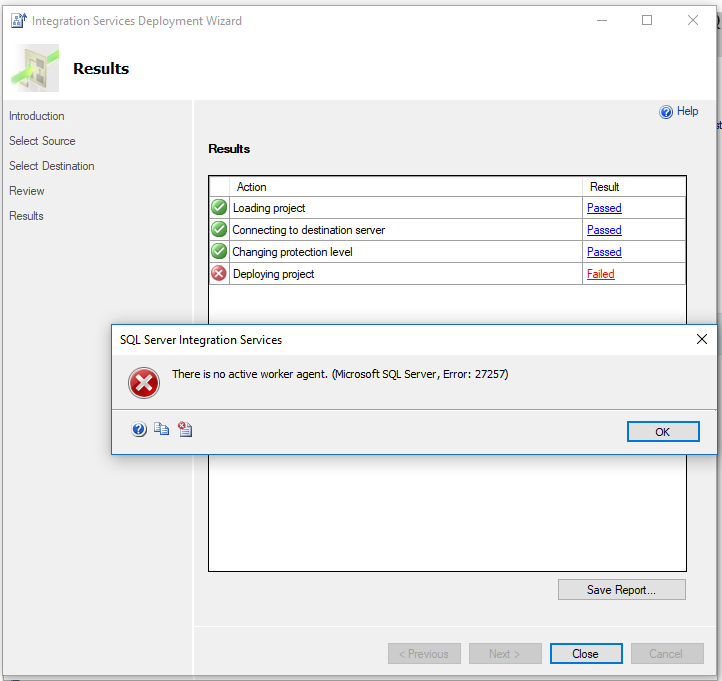 Integration Services Deployment Wizard
Results
Help
Introduction
Select Source
Select Destination
Review
Results
Results
Action Result
Loading project Passed
Connecting to destination server Passed
Changing protection level Passed
Deploying project Failed
SQL Server Integration Services
There is no active worker agent. (Microsoft SQL Server, Error: 27257)
OK
Save Report...
< Previous Next > Close Cancel